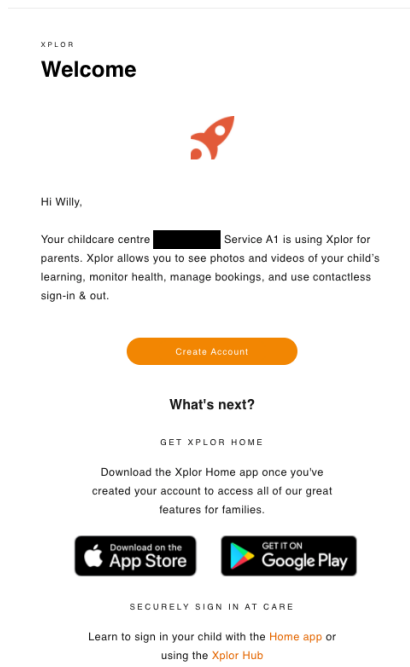 XPLOR
Welcome
Hi Willy,
Your childcare centre Service A1 is using Xplor for
parents. Xplor allows you to see photos and videos of your child's
learning, monitor health, manage bookings, and use contactless
sign-in & out.
Create Account
What's next?
GET XPLOR HOME
Download the Xplor Home app once you've
created your account to access all of our great
features for families.
Download on the
App Store
GET IT ON
Google Play
SECURELY SIGN IN AT CARE
Learn to sign in your child with the Home app or
using the Xplor Hub